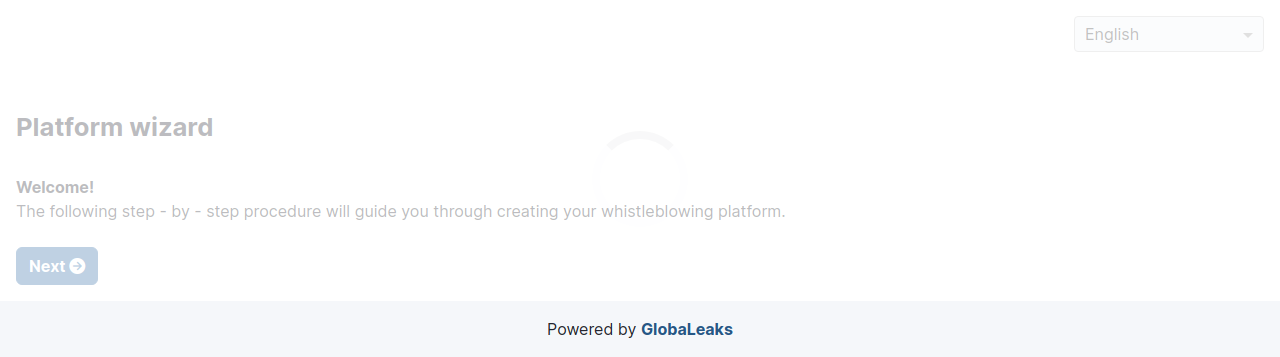 English
Platform wizard
Welcome!
The following step - by - step procedure will guide you through creating your whistleblowing platform.
Next
Powered by GlobaLeaks